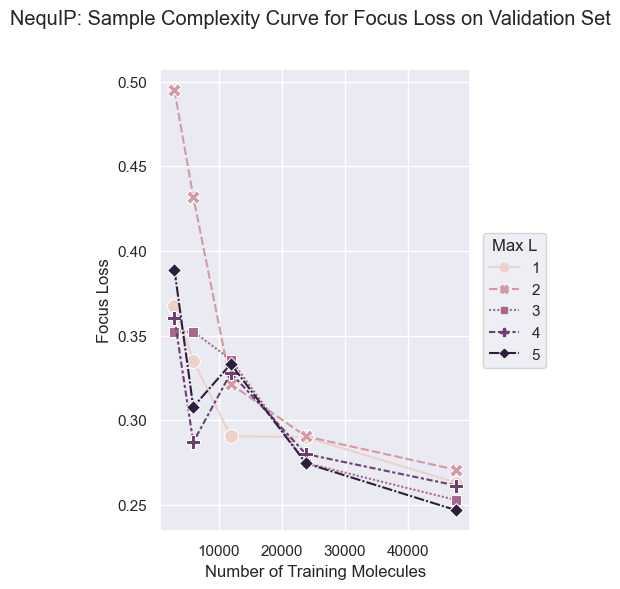 NequIP: Sample Complexity Curve for Focus Loss on Validation Set
0.50
0.45
0.40
0.35
0.30
0.25
Focus Loss
10000 20000 30000 40000
Number of Training Molecules
Max L
1
2
3
4
5